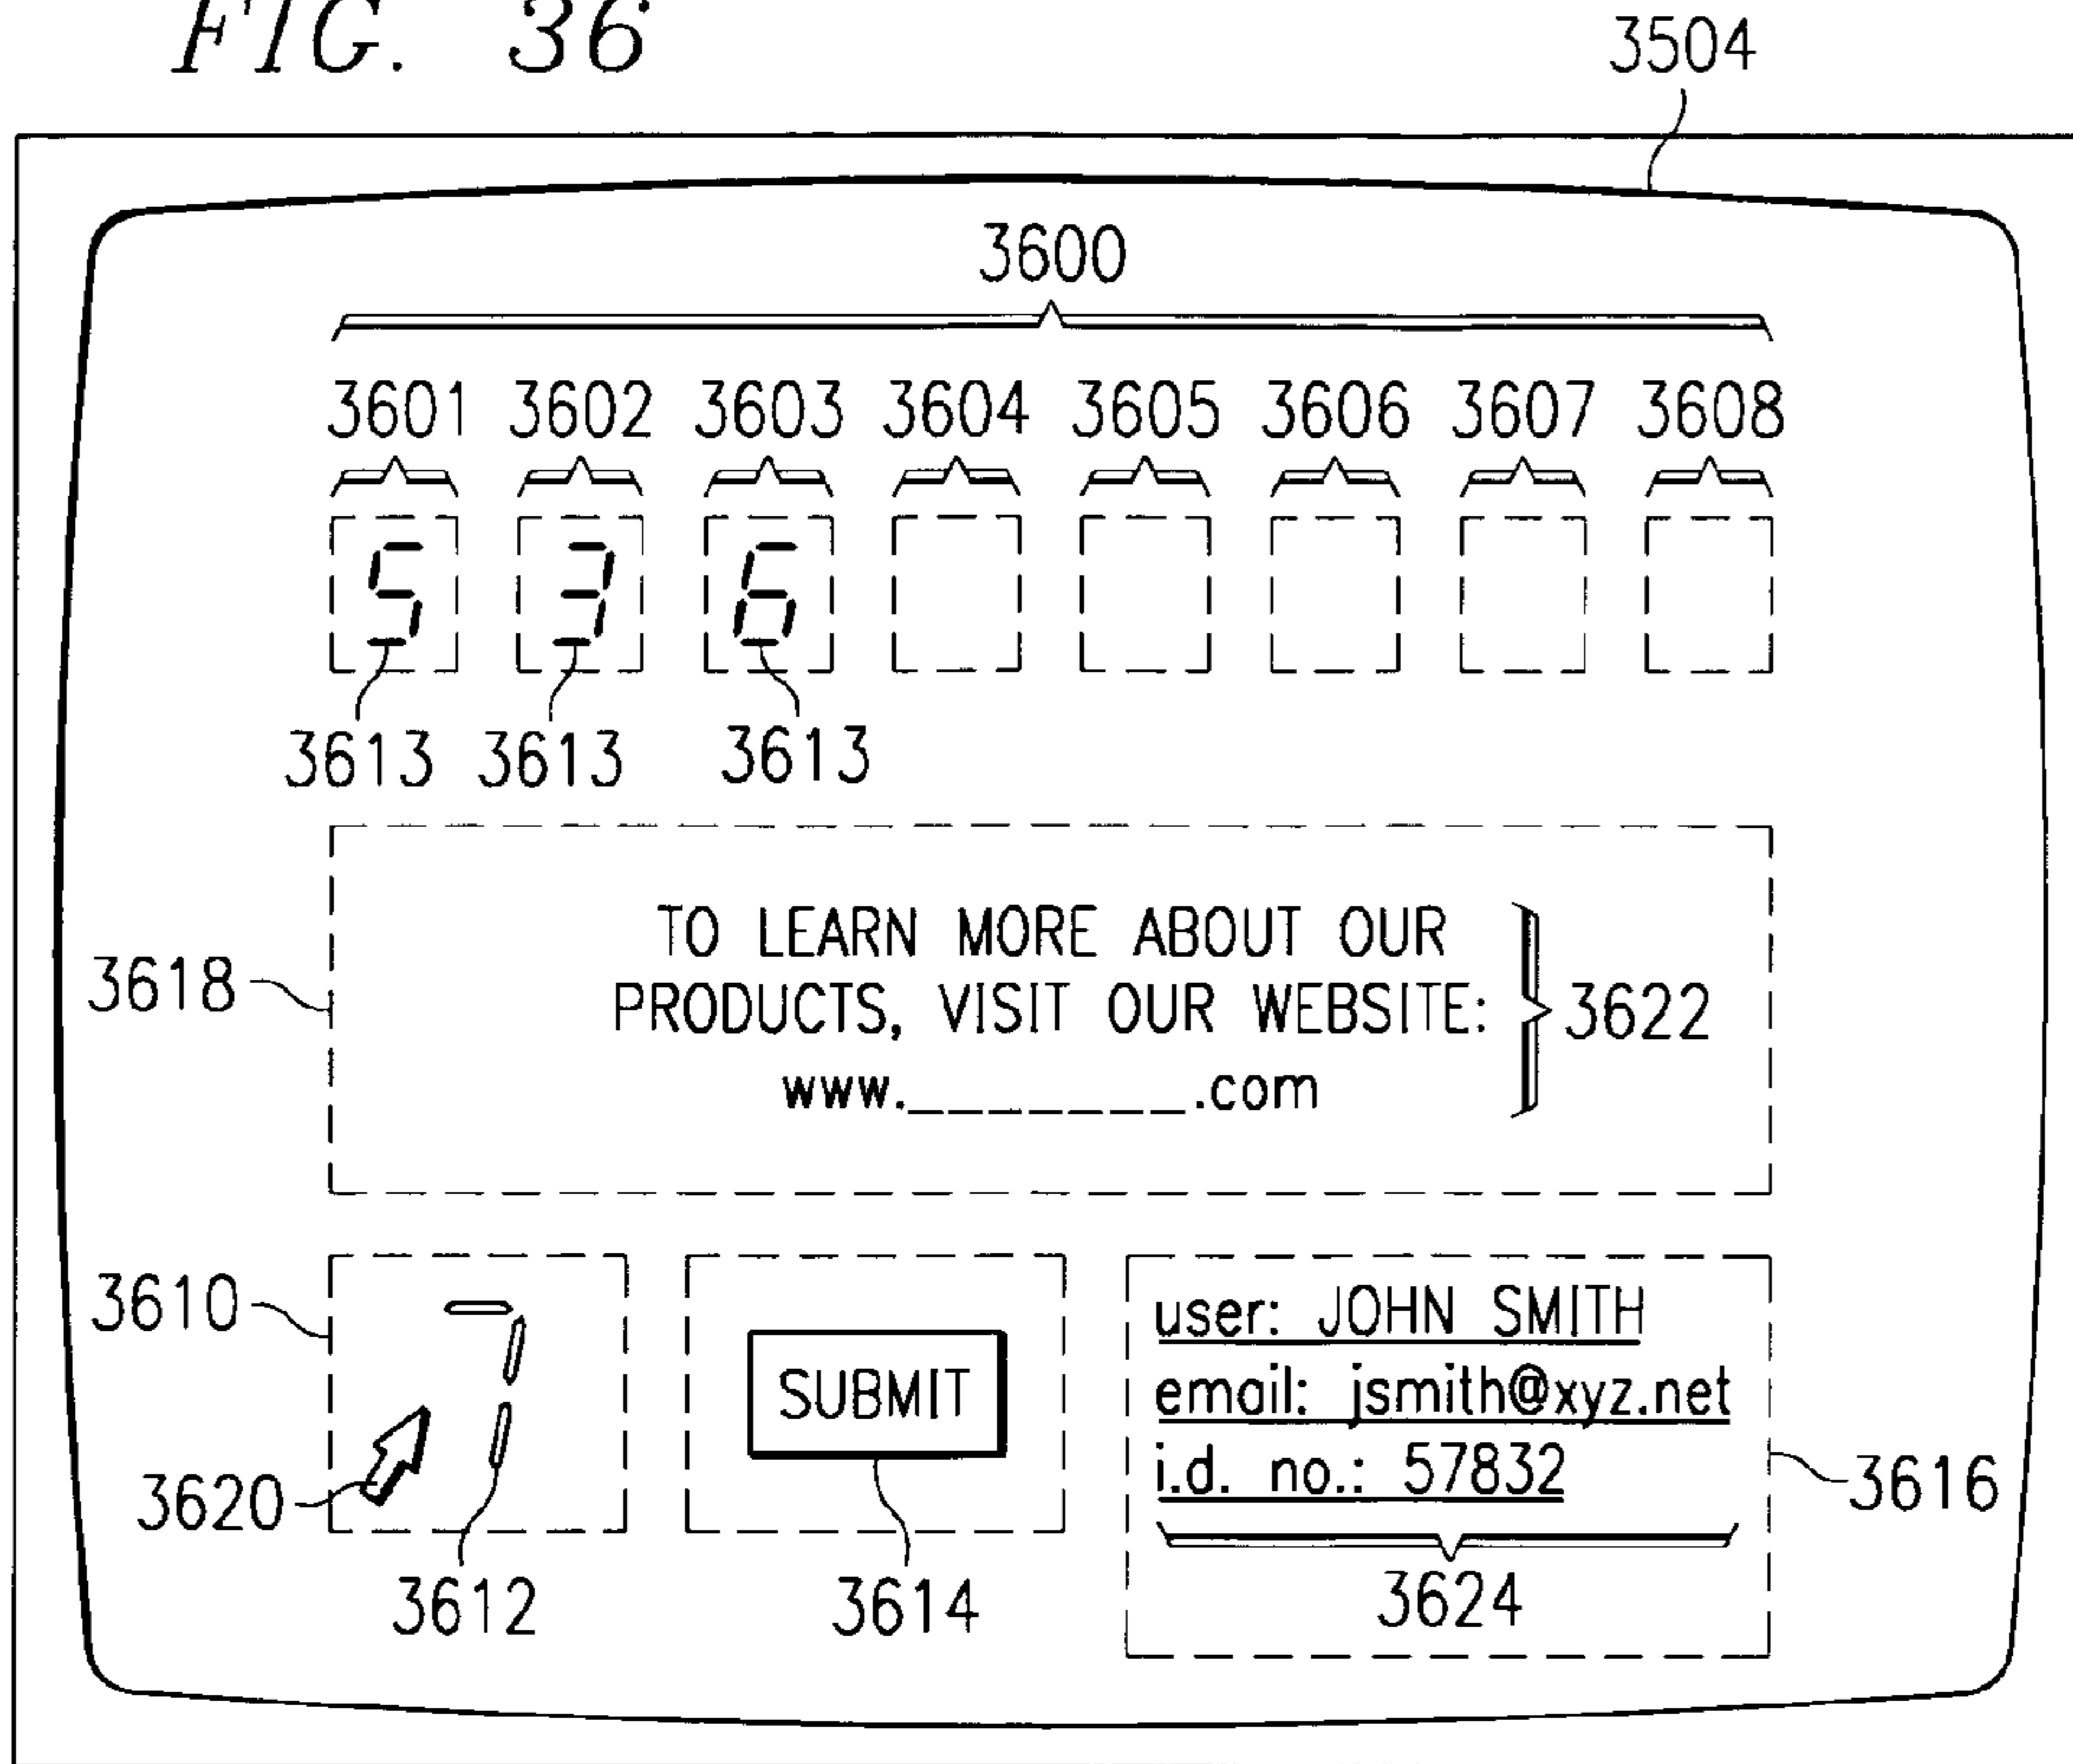 FIG. 36
3504
3600
3601 3602 3603 3604 3605 3606 3607 3608
5 3 6
3613 3613 3613
TO LEARN MORE ABOUT OUR
PRODUCTS, VISIT OUR WEBSITE:
www.________.com
3618
3622
3610
7
3620
3612
SUBMIT
3614
user: JOHN SMITH
email: jsmith@xyz.net
i.d. no.: 57832
3616
3624